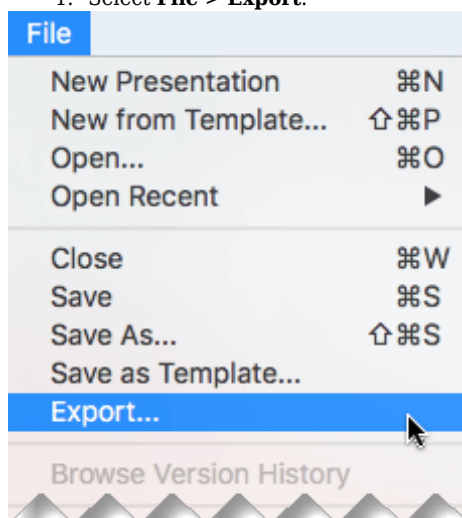 1. Select File > Export.
File
New Presentation ⌘N
New from Template... ⇧⌘P
Open... ⌘O
Open Recent ▶
Close ⌘W
Save ⌘S
Save As... ⇧⌘S
Save as Template...
Export...
Browse Version History